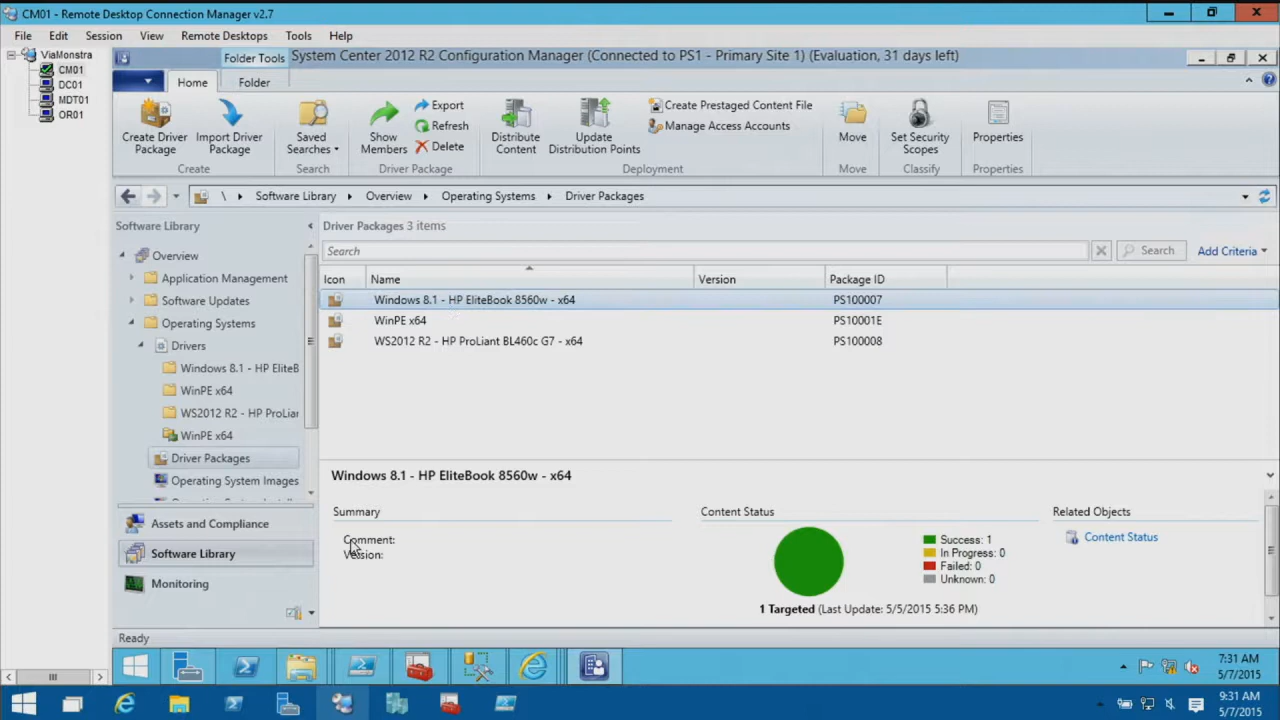 CM01 - Remote Desktop Connection Manager v2.7
File Edit Session View Remote Desktops Tools Help
ViaMonstra
CM01
DC01
MDT01
OR01
Folder Tools
System Center 2012 R2 Configuration Manager (Connected to PS1 - Primary Site 1) (Evaluation, 31 days left)
Home Folder
Create Driver Package
Import Driver Package
Create
Saved Searches
Search
Show Members
Export
Refresh
Delete
Driver Package
Distribute Content
Update Distribution Points
Create Prestaged Content File
Manage Access Accounts
Deployment
Move
Move
Set Security Scopes
Classify
Properties
Properties
\ Software Library Overview Operating Systems Driver Packages
Software Library
Overview
Application Management
Software Updates
Operating Systems
Drivers
Windows 8.1 - HP EliteB
WinPE x64
WS2012 R2 - HP ProLiar
WinPE x64
Driver Packages
Operating System Images
Assets and Compliance
Software Library
Monitoring
Driver Packages 3 items
Search
Search
Add Criteria
Icon Name Version Package ID
Windows 8.1 - HP EliteBook 8560w - x64 PS100007
WinPE x64 PS10001E
WS2012 R2 - HP ProLiant BL460c G7 - x64 PS100008
Windows 8.1 - HP EliteBook 8560w - x64
Summary
Comment:
Version:
Content Status
Success: 1
In Progress: 0
Failed: 0
Unknown: 0
1 Targeted (Last Update: 5/5/2015 5:36 PM)
Related Objects
Content Status
Ready
7:31 AM
5/7/2015
9:31 AM
5/7/2015